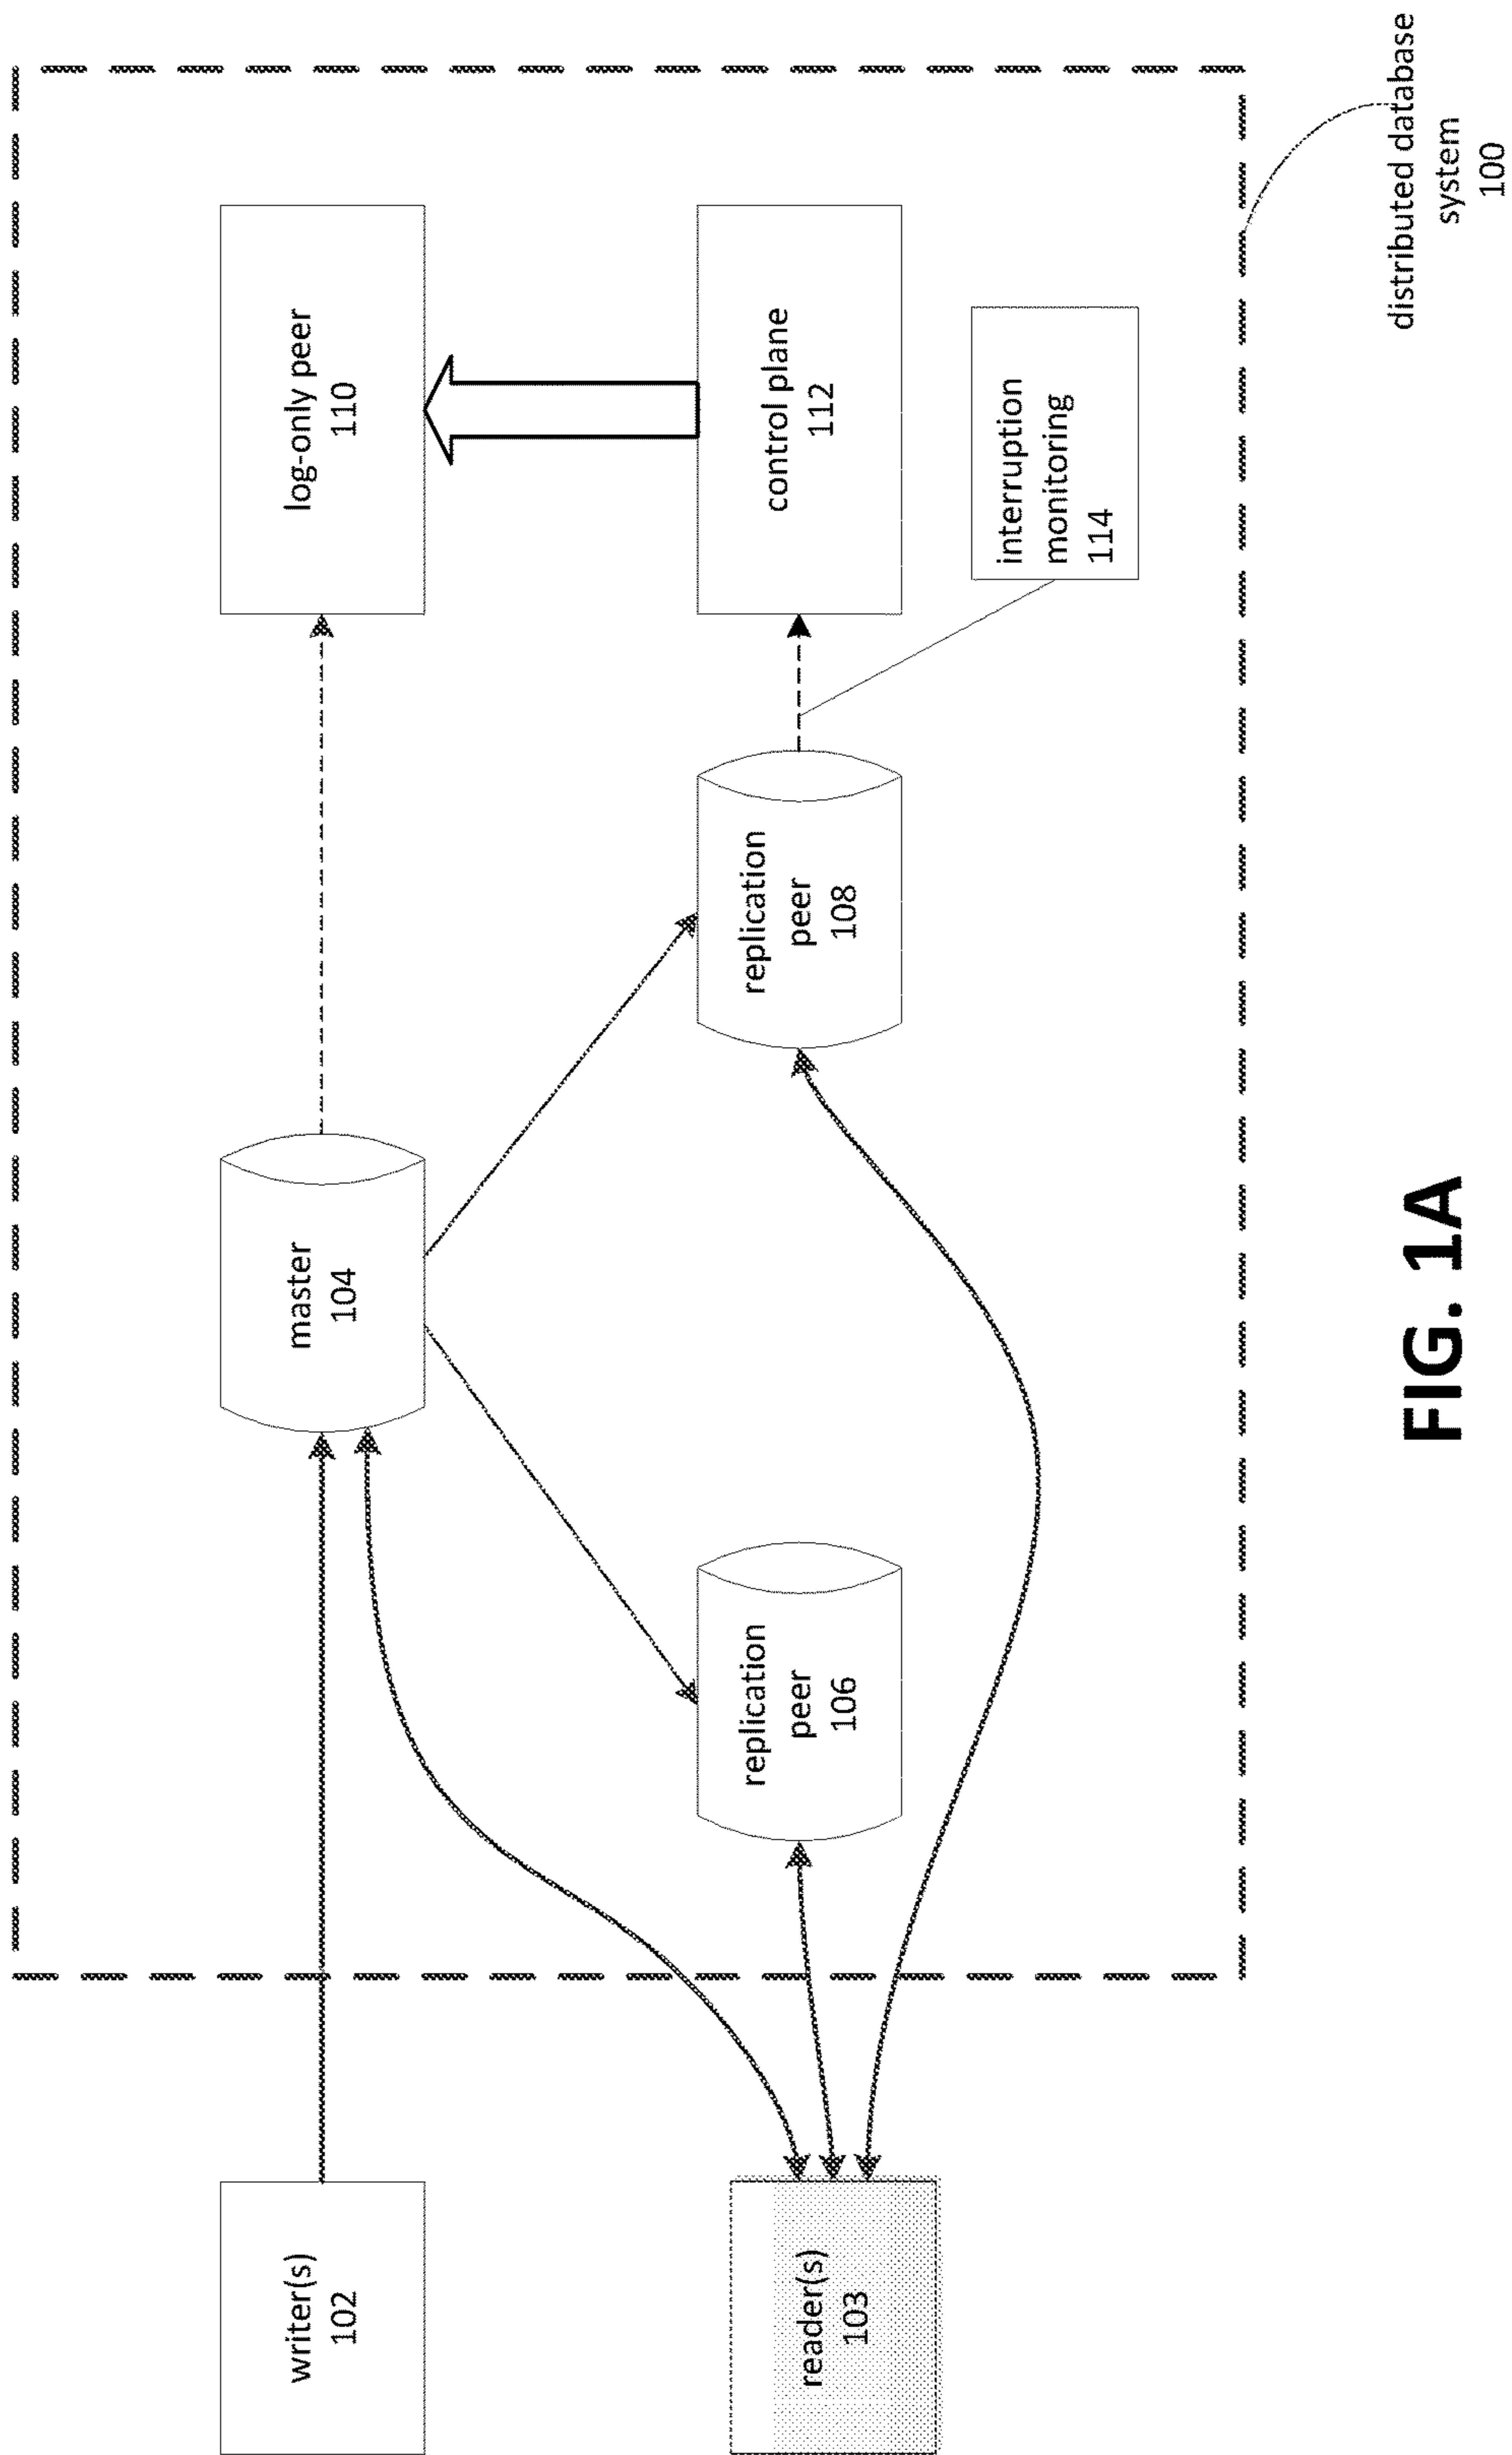 writer(s)
102
master
104
log-only peer
110
reader(s)
103
replication
peer
106
replication
peer
108
control plane
112
interruption
monitoring
114
distributed database
system
100
FIG. 1A